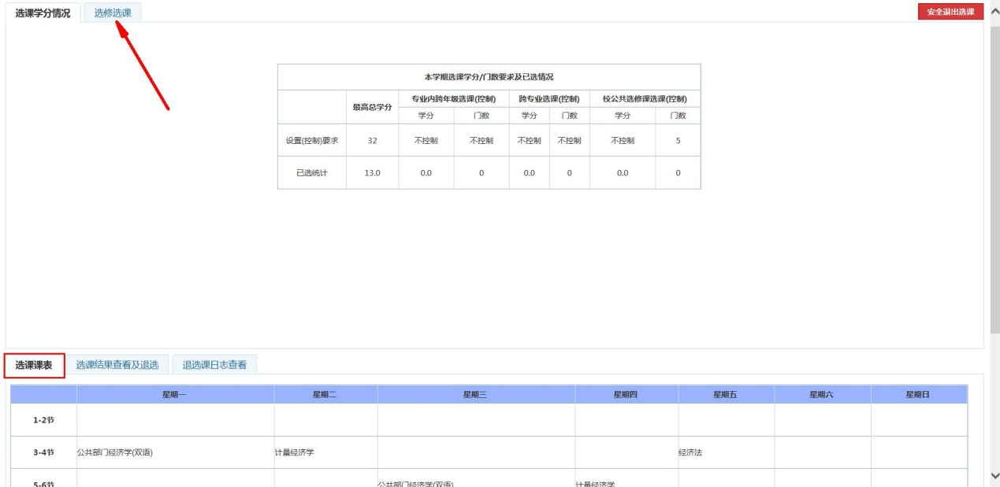 选课学分情况 选修选课 安全退出选课
本学期选课学分/门数要求及已选情况
最高总学分 专业内跨年级选课(控制) 跨专业选课(控制) 校公共选修课选课(控制)
学分 门数 学分 门数 学分 门数
设置(控制)要求 32 不控制 不控制 不控制 不控制 不控制 5
已选统计 13.0 0.0 0 0.0 0 0.0 0
选课课表 选课结果查看及退选 退选课日志查看
星期一 星期二 星期三 星期四 星期五 星期六 星期日
1-2节
3-4节 公共部门经济学(双语) 计量经济学 经济法
5-6节 公共部门经济学(双语) 计量经济学